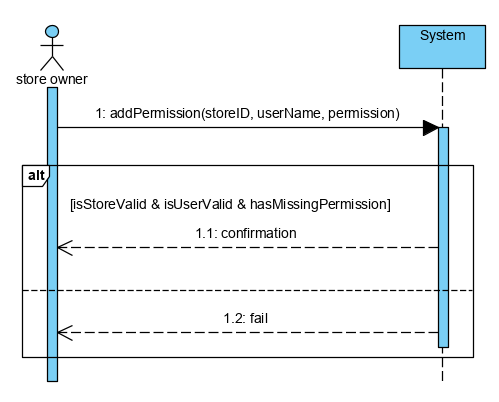 System
store owner
1: addPermission(storeID, userName, permission)
alt
[isStoreValid & isUserValid & hasMissingPermission]
1.1: confirmation
1.2: fail